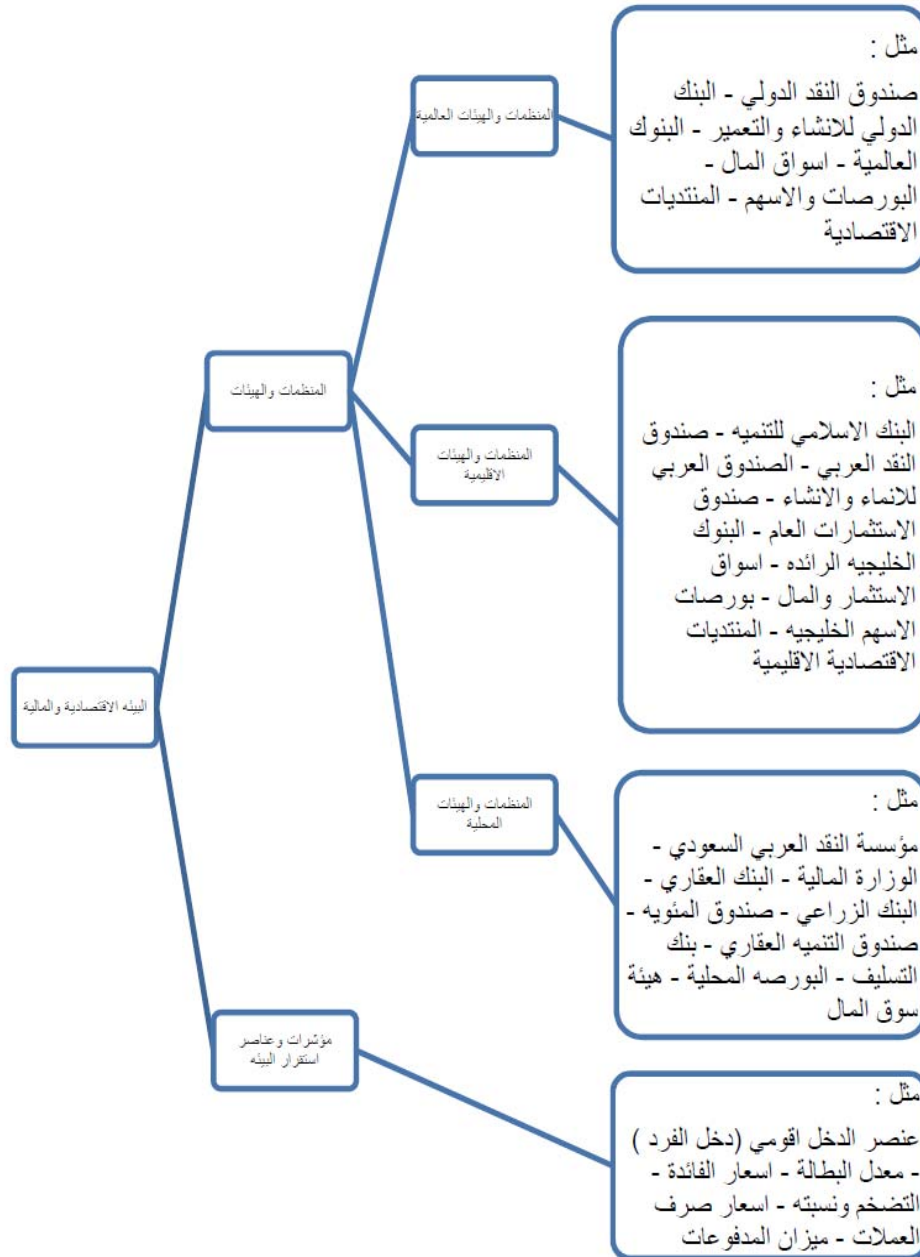 مثل :
صندوق النقد الدولي - البنك
الدولي للانشاء والتعمير - البنوك
العالمية - اسواق المال -
البورصات والاسهم - المنتديات
الاقتصادية
المنظمات والهيئات العالمية
المنظمات والهيئات
مثل :
البنك الاسلامي للتنميه - صندوق
النقد العربي - الصندوق العربي
للانماء والانشاء - صندوق
الاستثمارات العام - البنوك
الخليجيه الرائده - اسواق
الاستثمار والمال - بورصات
الاسهم الخليجيه - المنتديات
الاقتصادية الاقليمية
المنظمات والهيئات
الاقليمية
البيئه الاقتصادية والمالية
مثل :
مؤسسة النقد العربي السعودي -
الوزارة المالية - البنك العقاري -
البنك الزراعي - صندوق المئويه -
صندوق التنميه العقاري - بنك
التسليف - البورصه المحلية - هيئة
سوق المال
المنظمات والهيئات
المحلية
مؤشرات وعناصر
استقرار البيئه
مثل :
عنصر الدخل اقومي (دخل الفرد )
- معدل البطالة - اسعار الفائدة -
التضخم ونسبته - اسعار صرف
العملات - ميزان المدفوعات